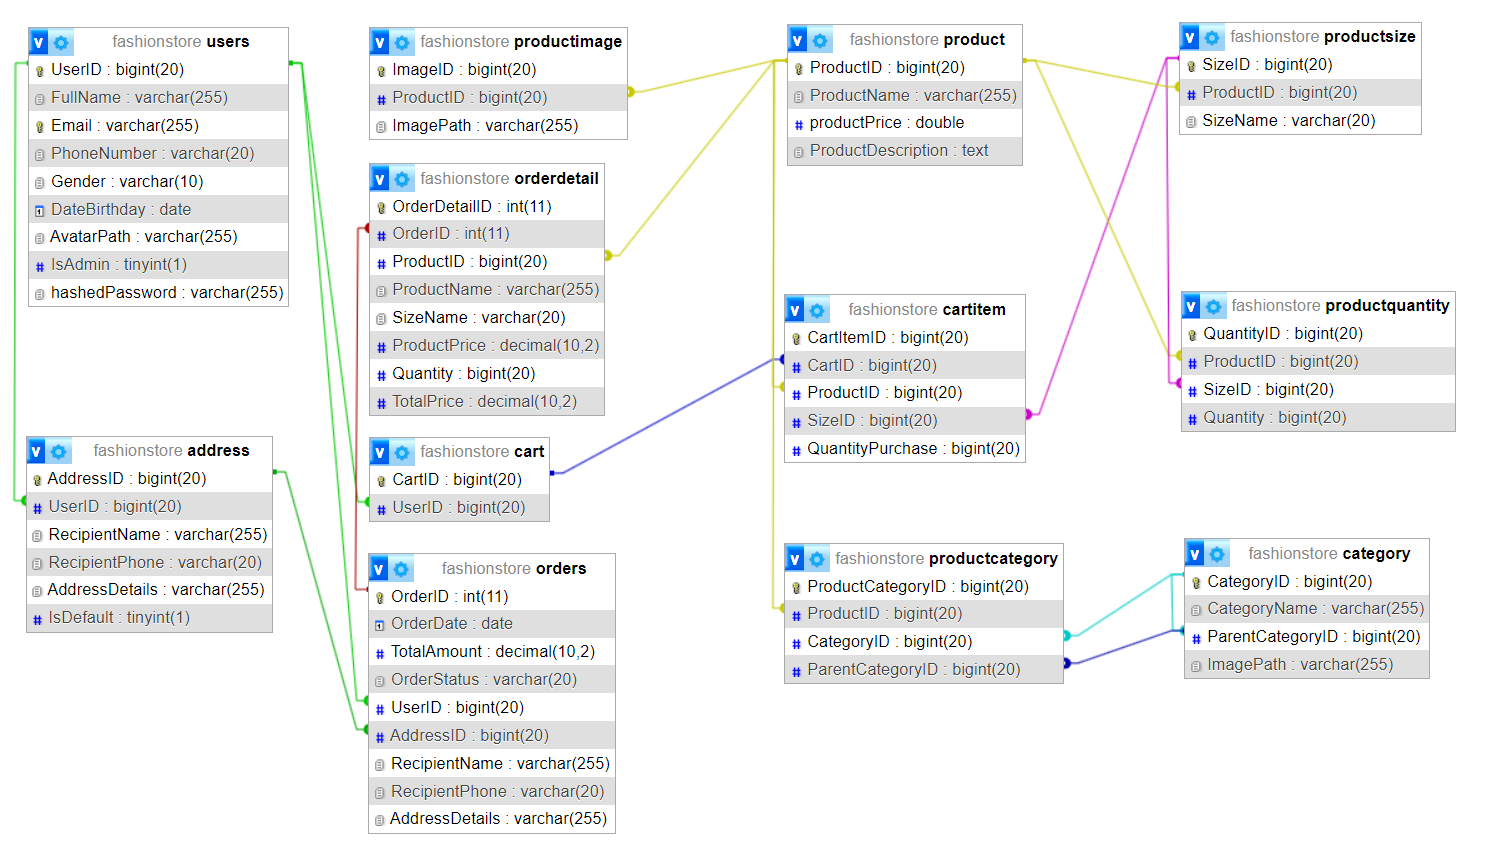 fashionstore users
UserID : bigint(20)
FullName : varchar(255)
Email : varchar(255)
PhoneNumber : varchar(20)
Gender : varchar(10)
DateBirthday : date
AvatarPath : varchar(255)
IsAdmin : tinyint(1)
hashedPassword : varchar(255)
fashionstore address
AddressID : bigint(20)
UserID : bigint(20)
RecipientName : varchar(255)
RecipientPhone : varchar(20)
AddressDetails : varchar(255)
IsDefault : tinyint(1)
fashionstore productimage
ImageID : bigint(20)
ProductID : bigint(20)
ImagePath : varchar(255)
fashionstore orderdetail
OrderDetailID : int(11)
OrderID : int(11)
ProductID : bigint(20)
ProductName : varchar(255)
SizeName : varchar(20)
ProductPrice : decimal(10,2)
Quantity : bigint(20)
TotalPrice : decimal(10,2)
fashionstore cart
CartID : bigint(20)
UserID : bigint(20)
fashionstore orders
OrderID : int(11)
OrderDate : date
TotalAmount : decimal(10,2)
OrderStatus : varchar(20)
UserID : bigint(20)
AddressID : bigint(20)
RecipientName : varchar(255)
RecipientPhone : varchar(20)
AddressDetails : varchar(255)
fashionstore product
ProductID : bigint(20)
ProductName : varchar(255)
productPrice : double
ProductDescription : text
fashionstore cartitem
CartItemID : bigint(20)
CartID : bigint(20)
ProductID : bigint(20)
SizeID : bigint(20)
QuantityPurchase : bigint(20)
fashionstore productcategory
ProductCategoryID : bigint(20)
ProductID : bigint(20)
CategoryID : bigint(20)
ParentCategoryID : bigint(20)
fashionstore productsize
SizeID : bigint(20)
ProductID : bigint(20)
SizeName : varchar(20)
fashionstore productquantity
QuantityID : bigint(20)
ProductID : bigint(20)
SizeID : bigint(20)
Quantity : bigint(20)
fashionstore category
CategoryID : bigint(20)
CategoryName : varchar(255)
ParentCategoryID : bigint(20)
ImagePath : varchar(255)